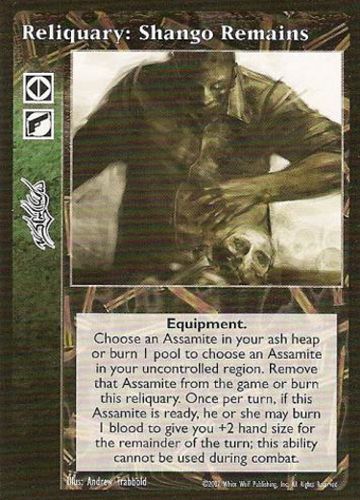 Reliquary: Shango Remains
Equipment.
Choose an Assamite in your ash heap
or burn 1 pool to choose an Assamite
in your uncontrolled region. Remove
that Assamite from the game or burn
this reliquary. Once per turn, if this
Assamite is ready, he or she may burn
1 blood to give you +2 hand size for
the remainder of the turn; this ability
cannot be used during combat.
Illus: Andrew Trabbold
©2007 White Wolf Publishing, Inc. All Rights Reserved.